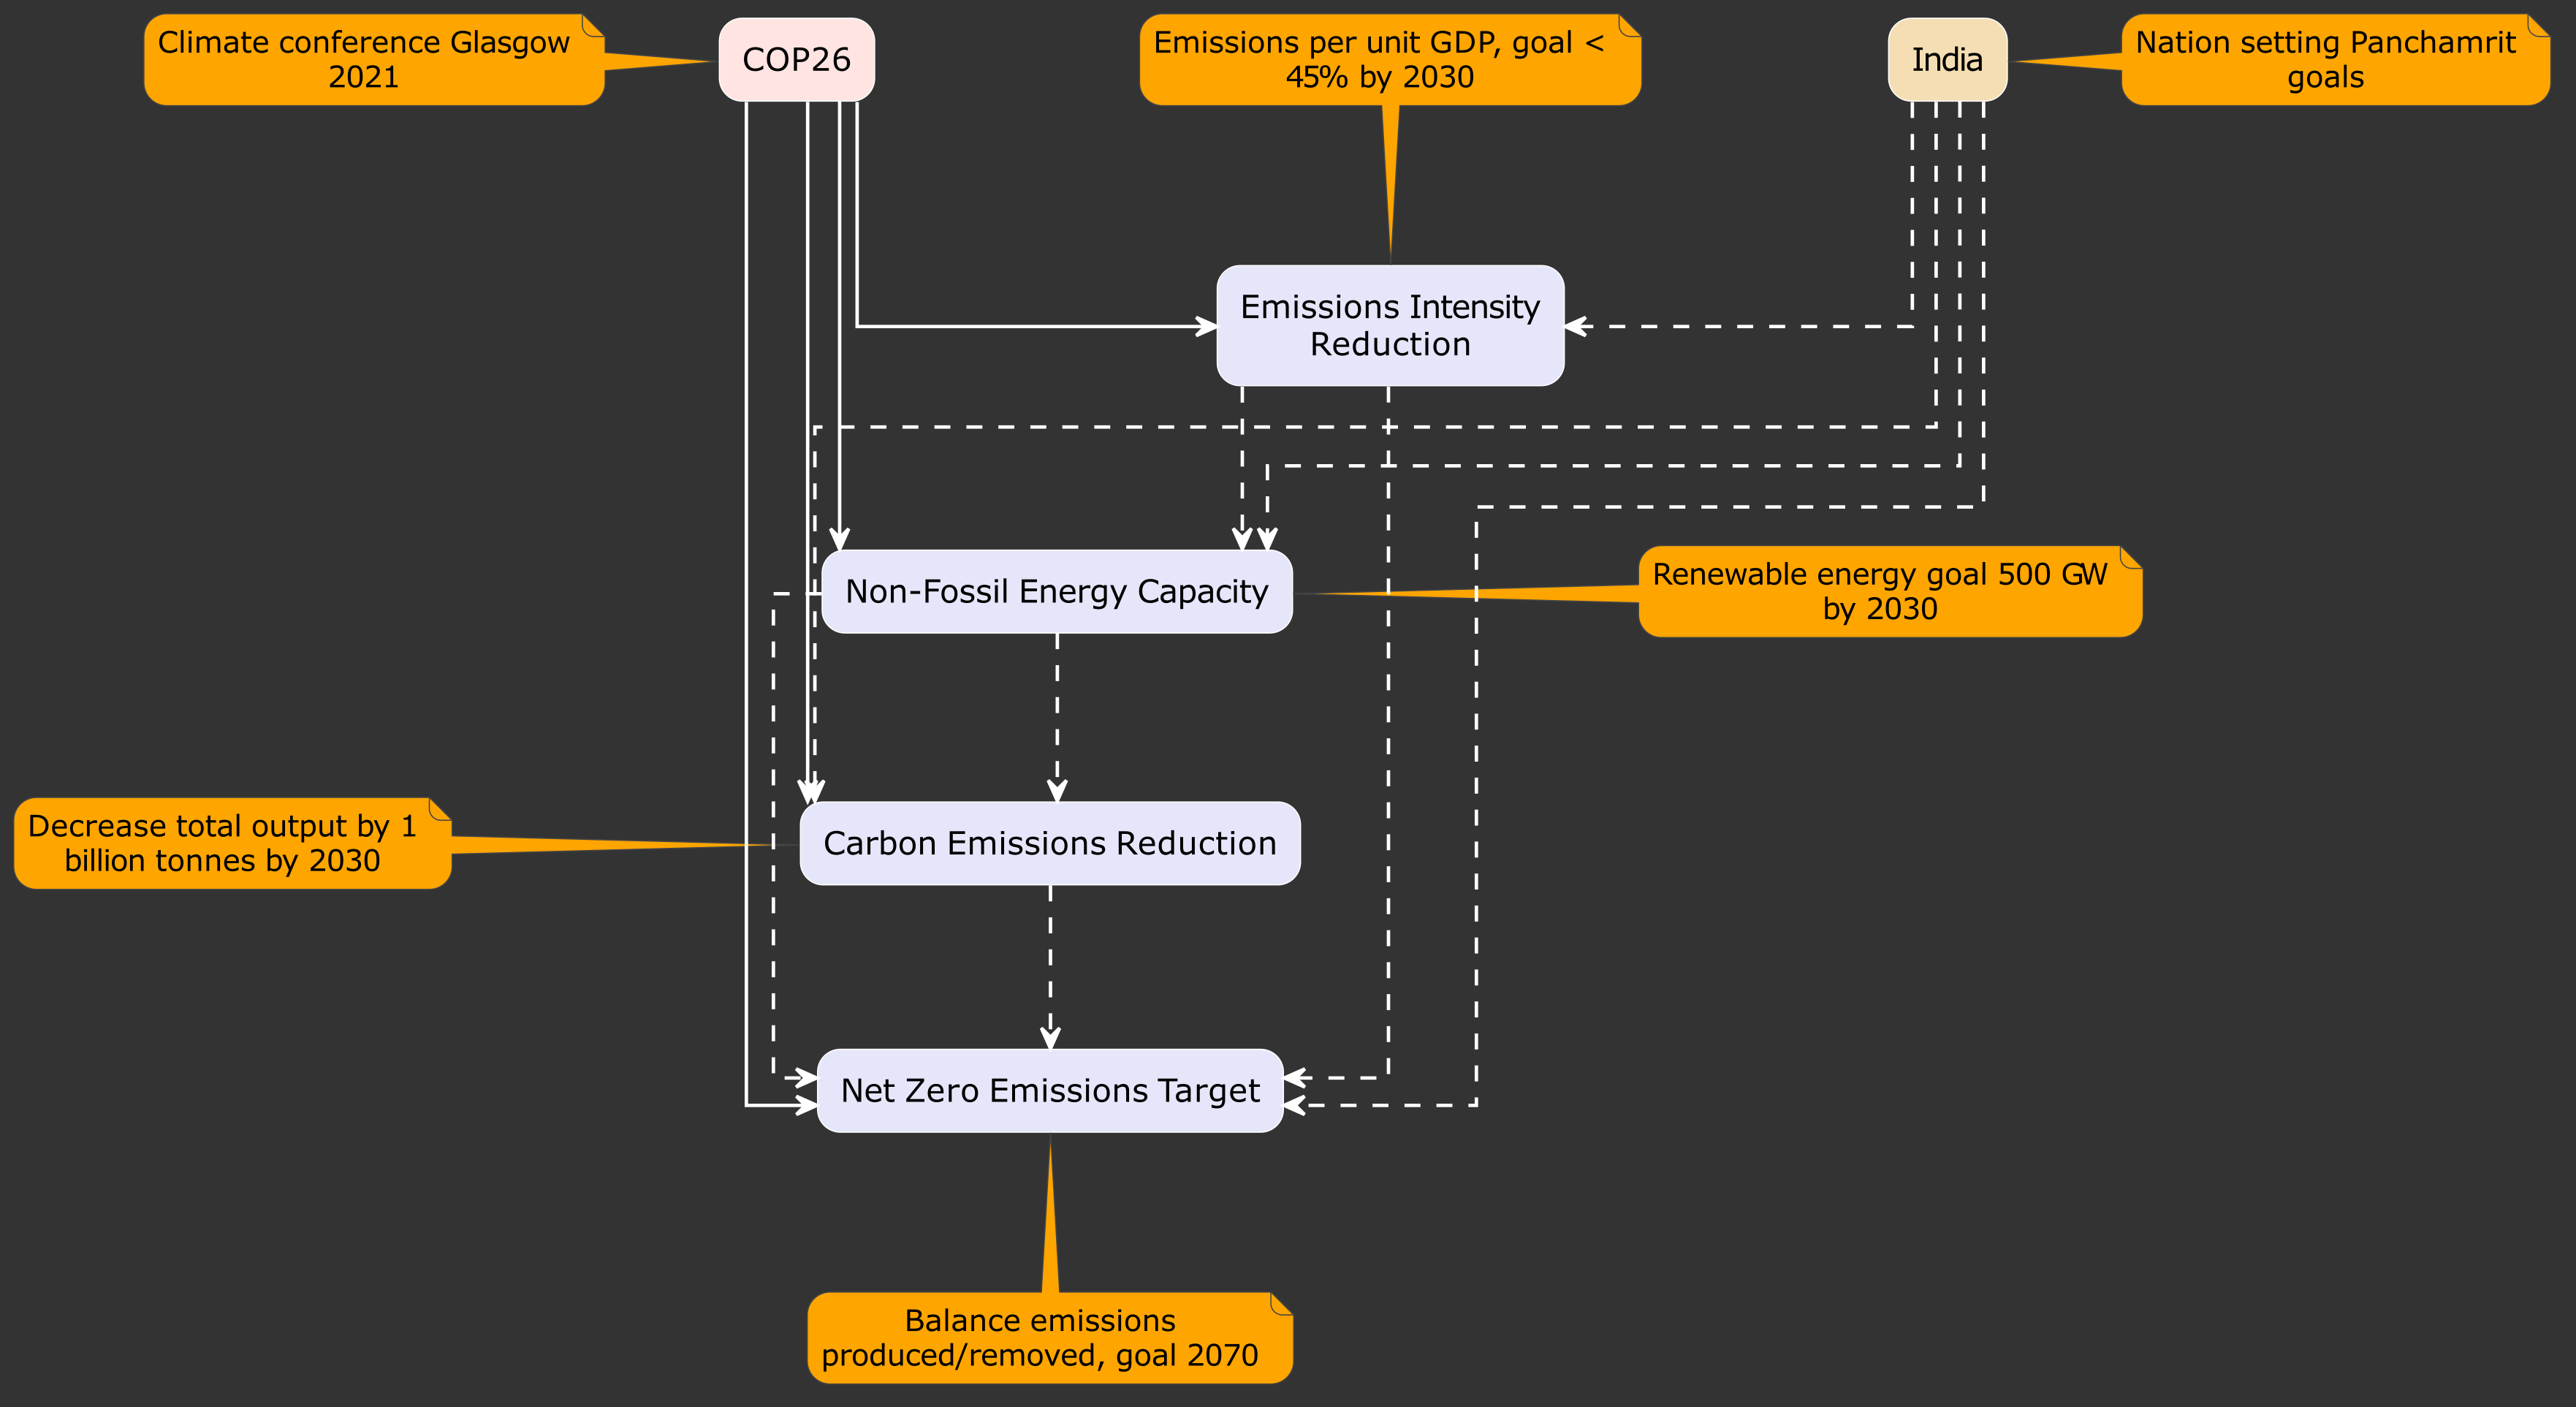 Climate conference Glasgow
2021
COP26
Emissions per unit GDP, goal <
45% by 2030
India
Nation setting Panchamrit
goals
Emissions Intensity
Reduction
Non-Fossil Energy Capacity
Renewable energy goal 500 GW
by 2030
Decrease total output by 1
billion tonnes by 2030
Carbon Emissions Reduction
Net Zero Emissions Target
Balance emissions
produced/removed, goal 2070